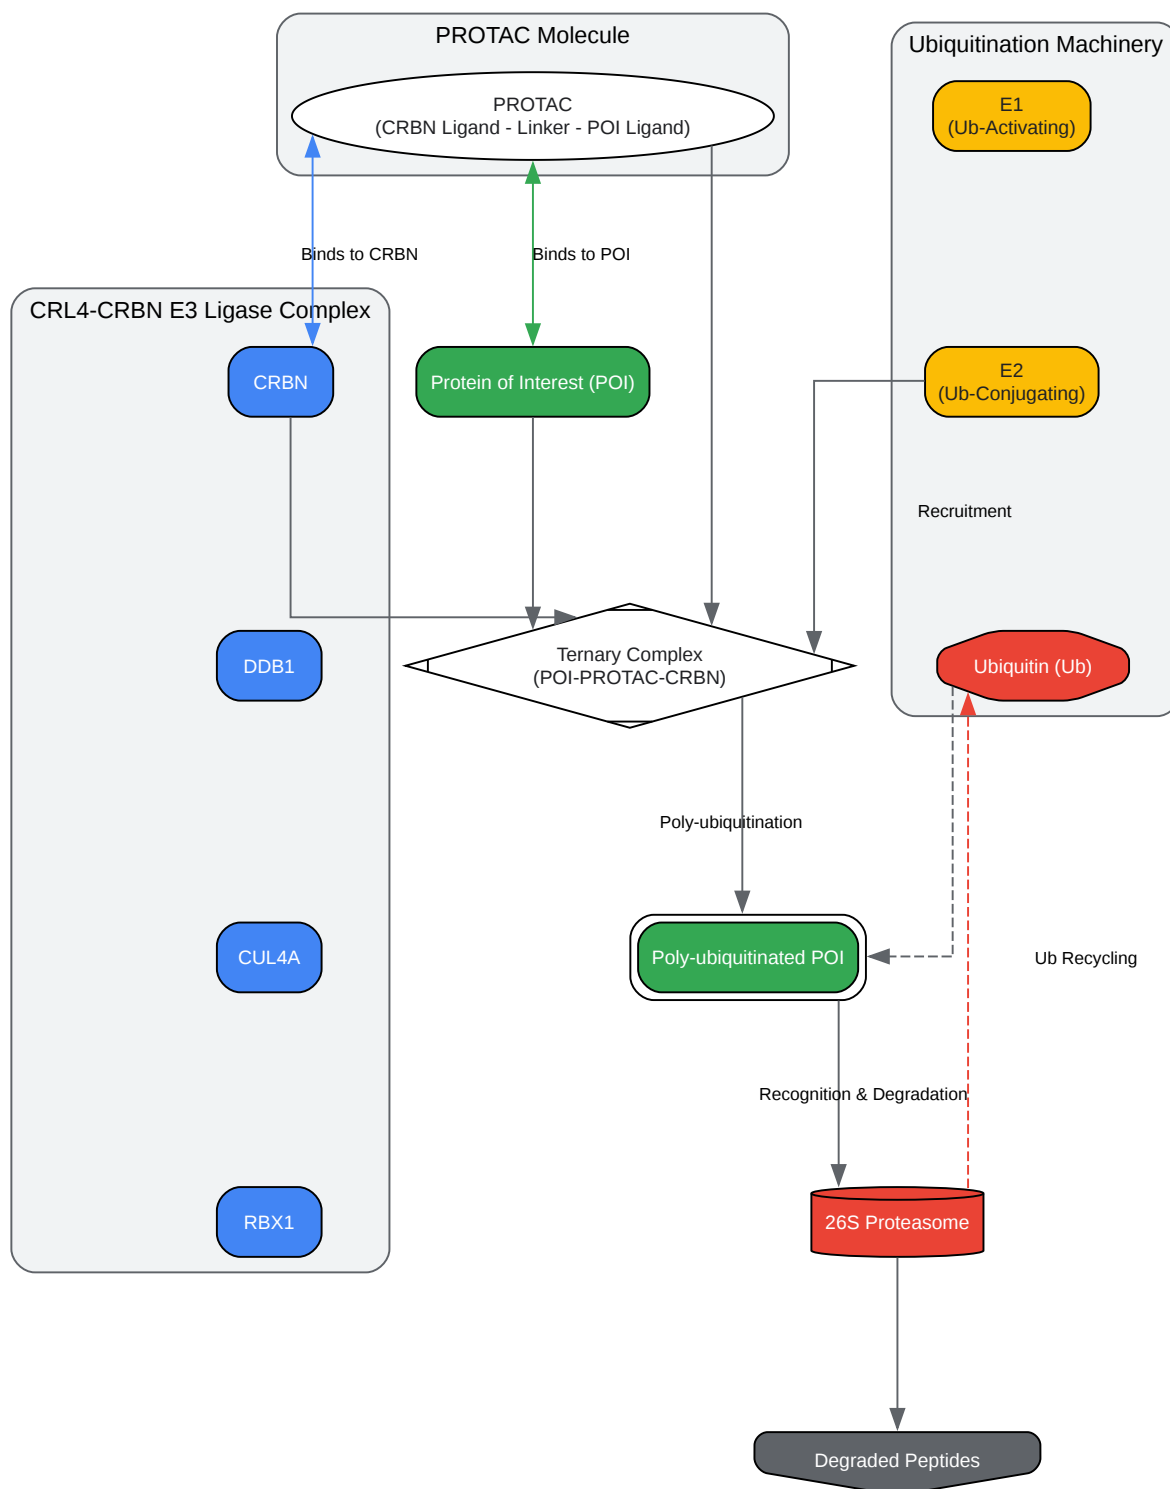 PROTAC Molecule
PROTAC
(CRBN Ligand - Linker - POI Ligand)
Ubiquitination Machinery
E1
(Ub-Activating)
Binds to CRBN
Binds to POI
CRL4-CRBN E3 Ligase Complex
CRBN
Protein of Interest (POI)
E2
(Ub-Conjugating)
Recruitment
DDB1
Ternary Complex
(POI-PROTAC-CRBN)
Ubiquitin (Ub)
Poly-ubiquitination
CUL4A
Poly-ubiquitinated POI
Ub Recycling
Recognition & Degradation
RBX1
26S Proteasome
Degraded Peptides